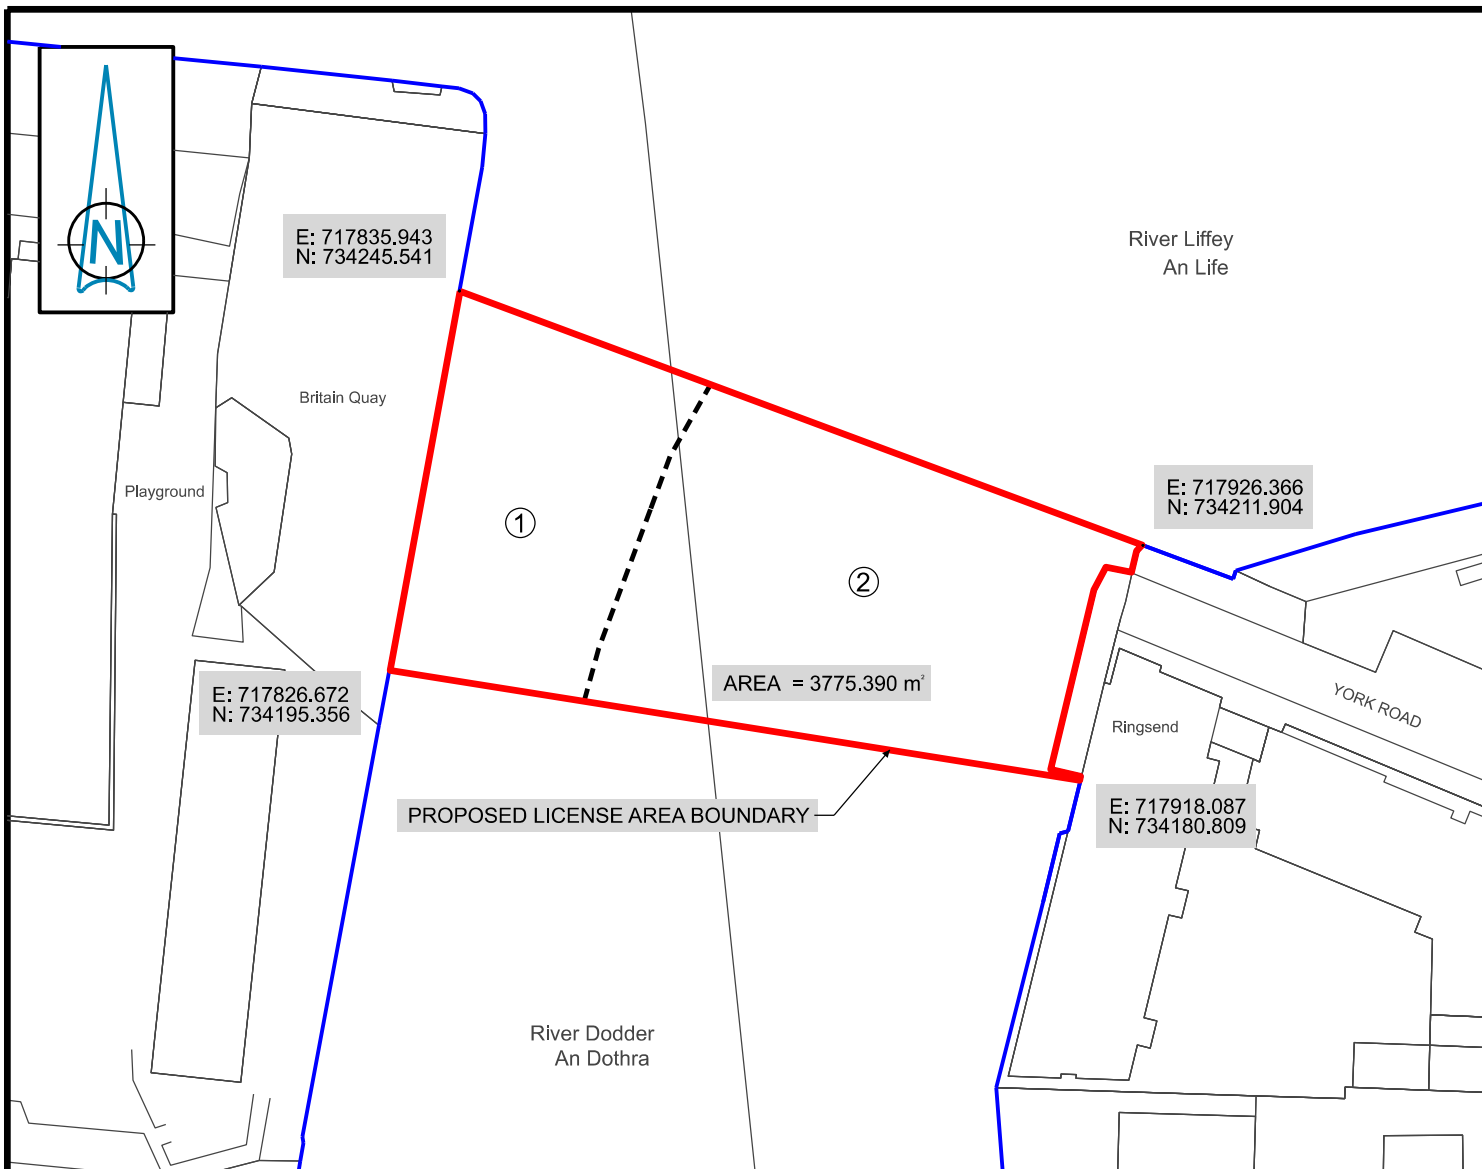 N
River Liffey
An Life
E: 717835.943
N: 734245.541
Britain Quay
Playground
E: 717926.366
N: 734211.904
1
2
E: 717826.672
N: 734195.356
AREA = 3775.390 m²
YORK ROAD
Ringsend
PROPOSED LICENSE AREA BOUNDARY
E: 717918.087
N: 734180.809
River Dodder
An Dothra